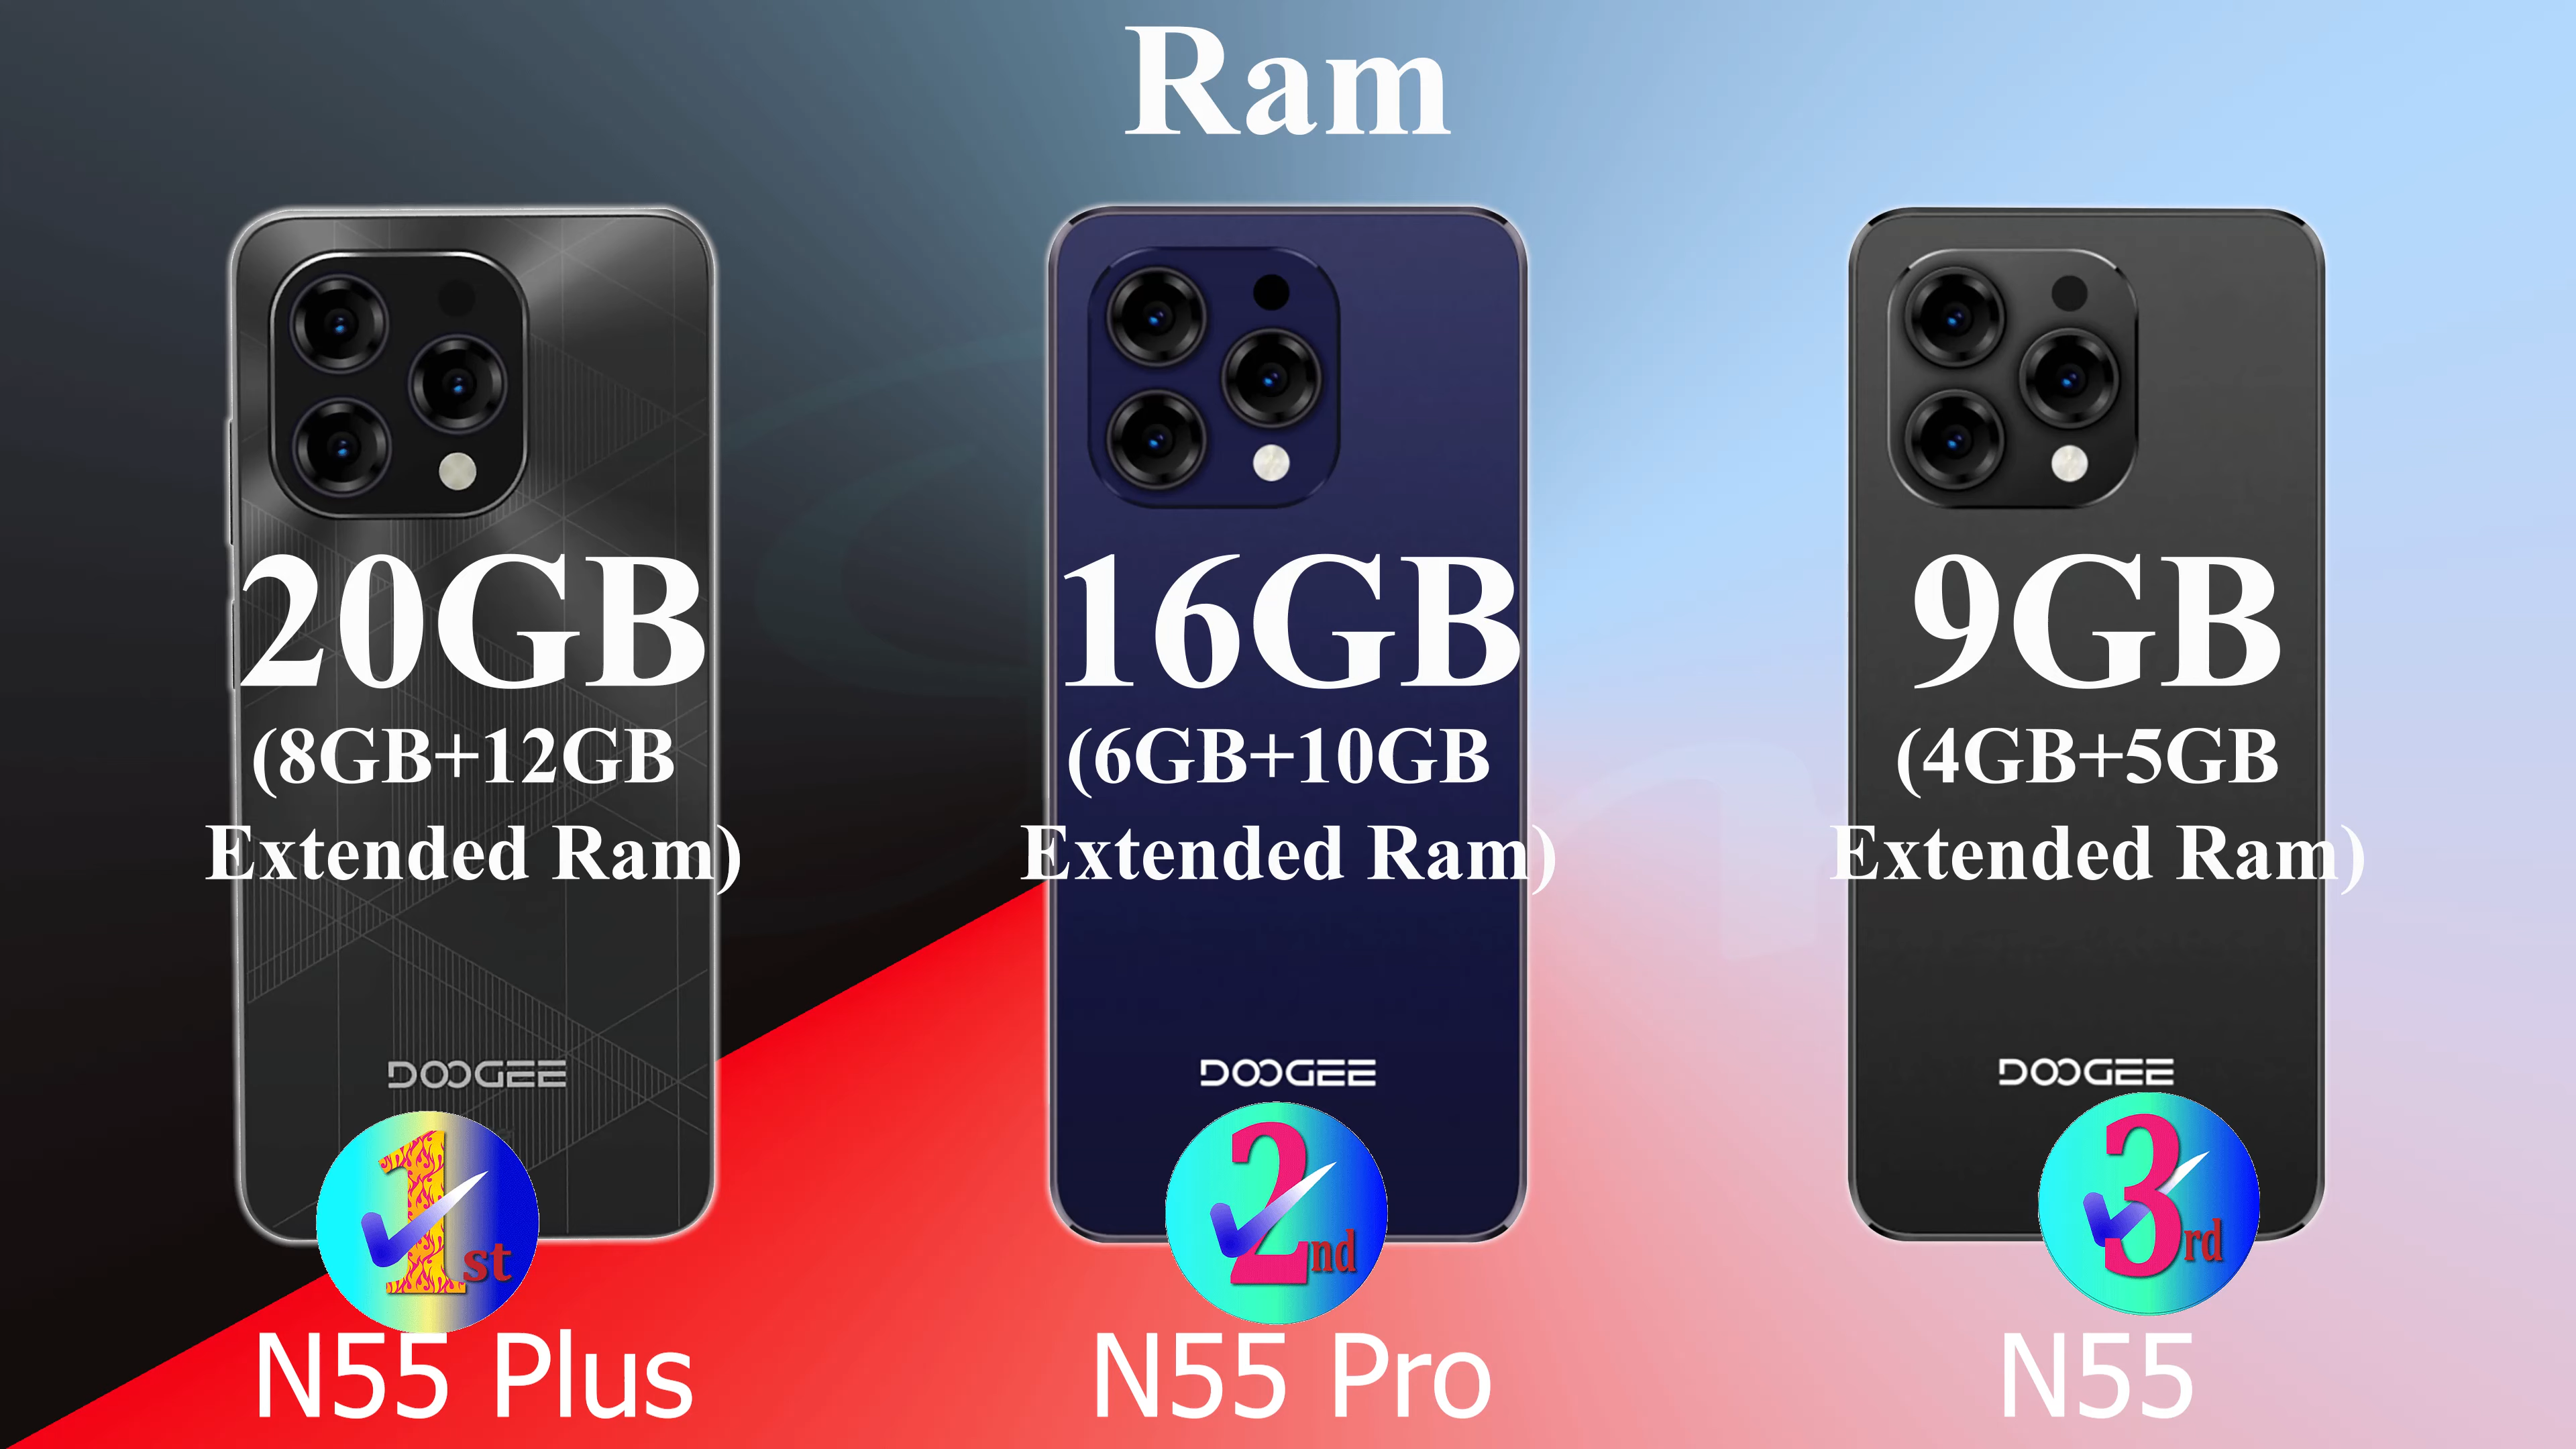 Ram
20GB
(8GB+12GB
Extended Ram)
DOOGEE
1st
N55 Plus
16GB
(6GB+10GB
Extended Ram)
DOOGEE
2nd
N55 Pro
9GB
(4GB+5GB
Extended Ram)
DOOGEE
3rd
N55